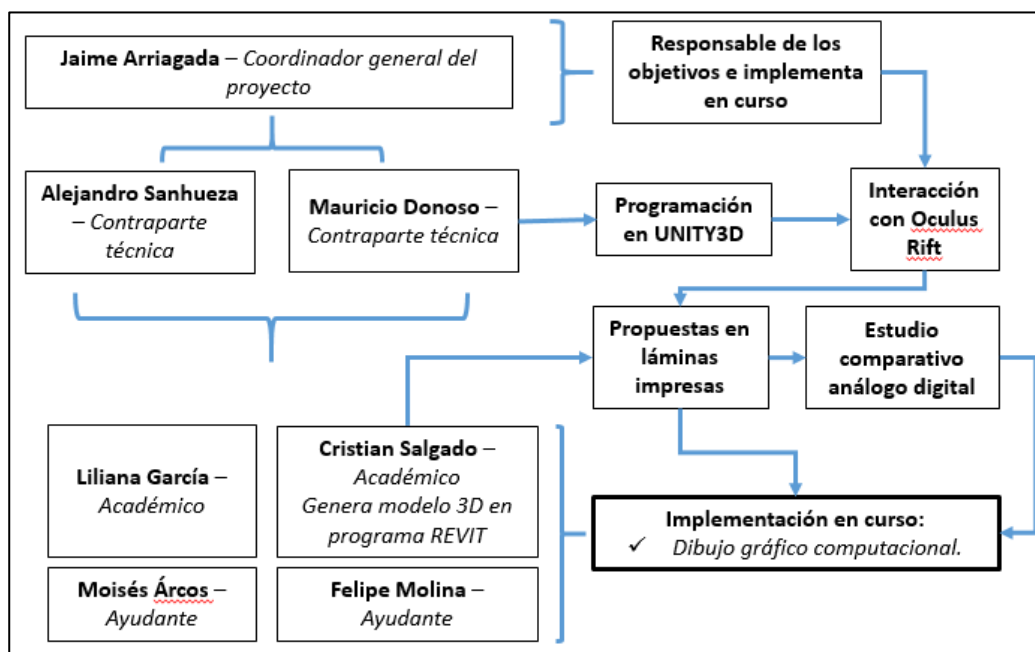 Jaime Arriagada – Coordinador general del
proyecto
Responsable de los
objetivos e implementa
en curso
Alejandro Sanhueza
– Contraparte
técnica
Mauricio Donoso –
Contraparte técnica
Programación
en UNITY3D
Interacción
con Oculus
Rift
Propuestas en
láminas
impresas
Estudio
comparativo
análogo digital
Liliana García –
Académico
Cristian Salgado –
Académico
Genera modelo 3D en
programa REVIT
Implementación en curso:
✓ Dibujo gráfico computacional.
Moisés Árcos –
Ayudante
Felipe Molina –
Ayudante